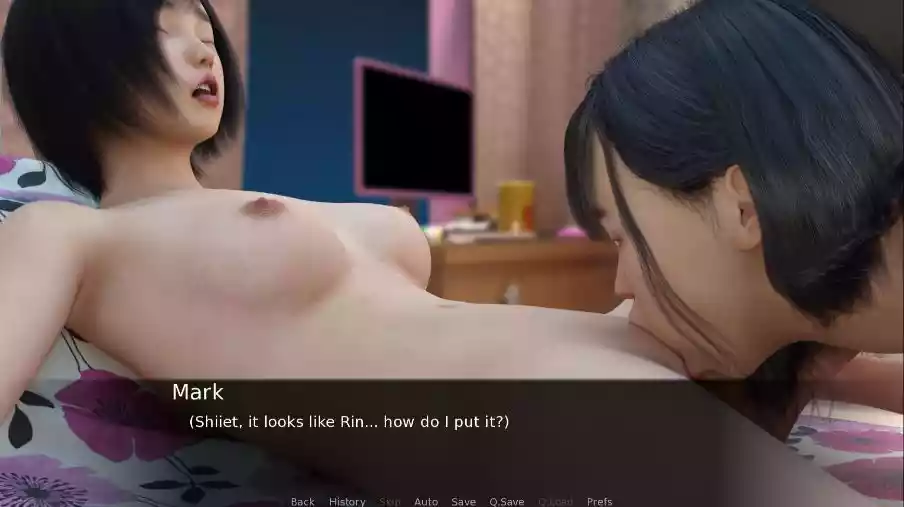 Mark
(Shiiet, it looks like Rin... how do I put it?)
Back History Skip Auto Save Q.Save Q.Load Prefs